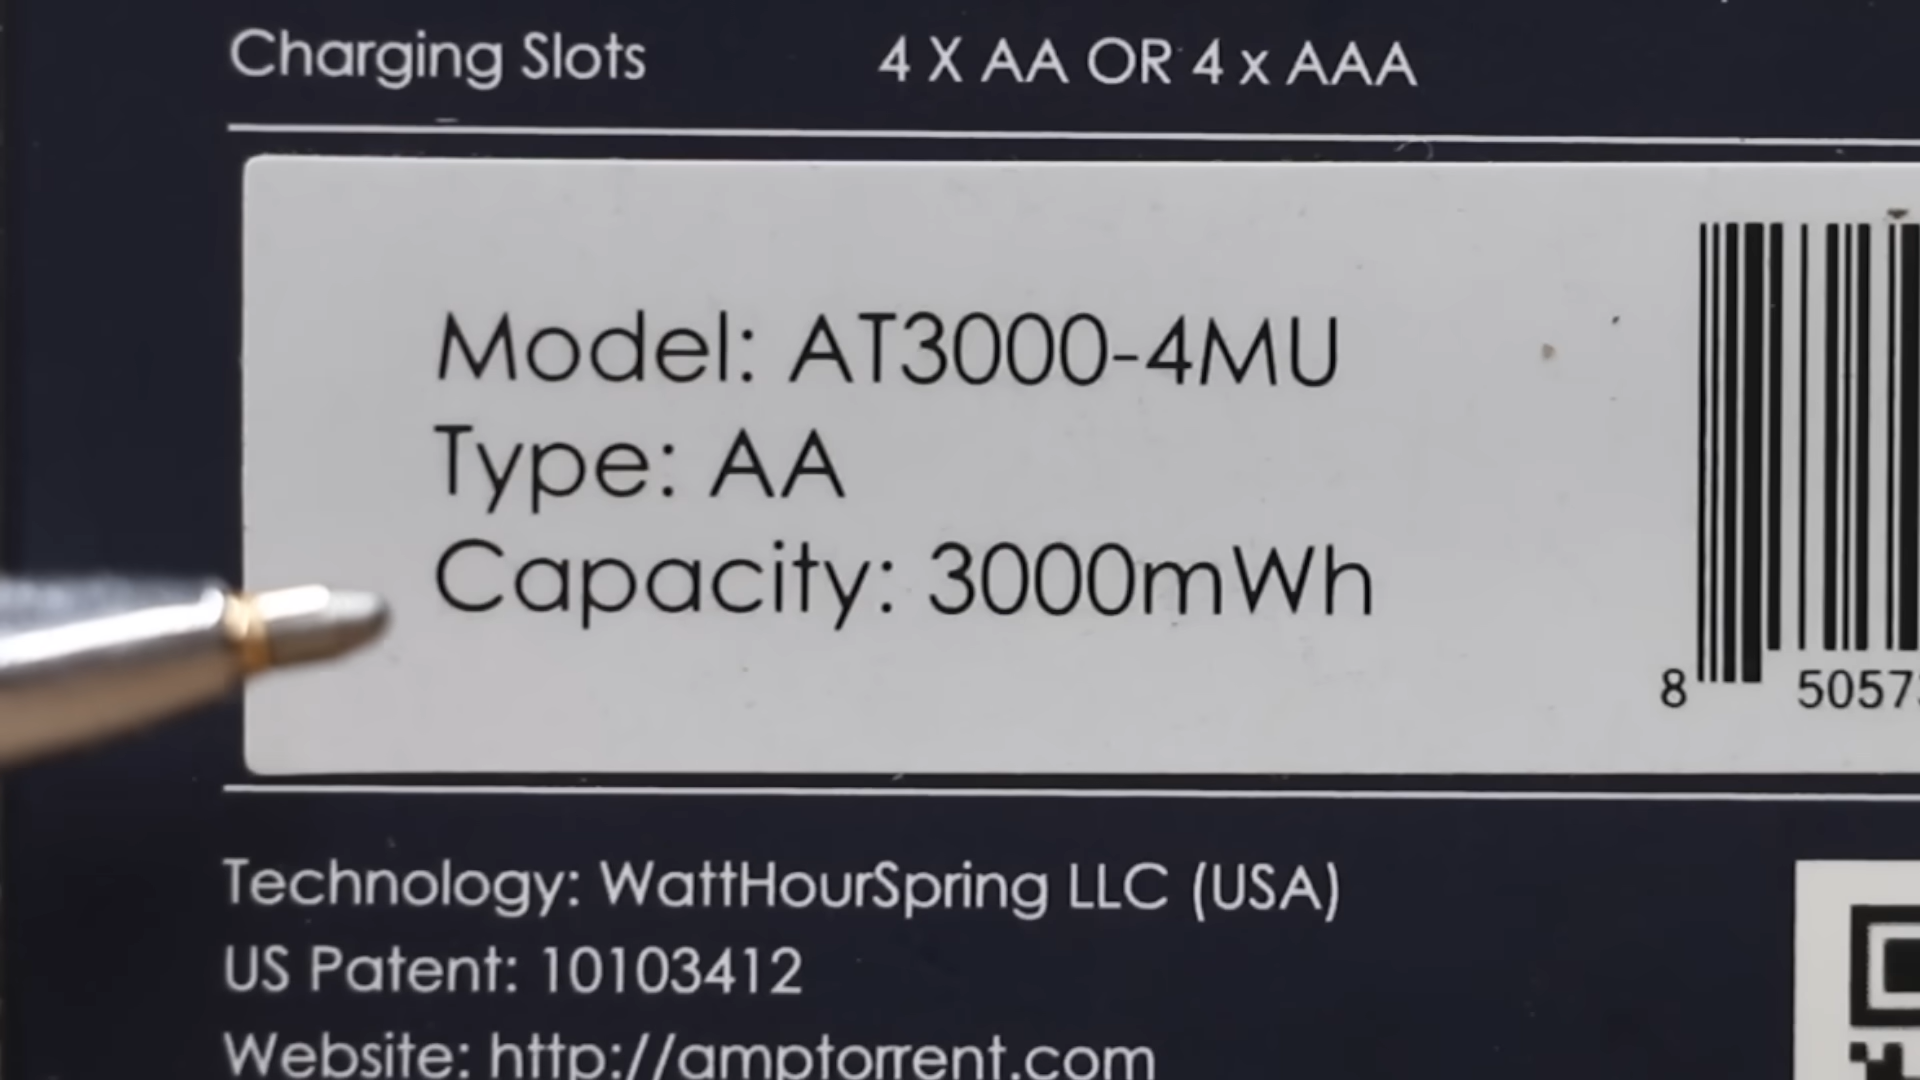 Charging Slots 4 X AA OR 4 x AAA
Model: AT3000-4MU
Type: AA
Capacity: 3000mWh
8 5057
Technology: WattHourSpring LLC (USA)
US Patent: 10103412
Website: http://amptorrent.com